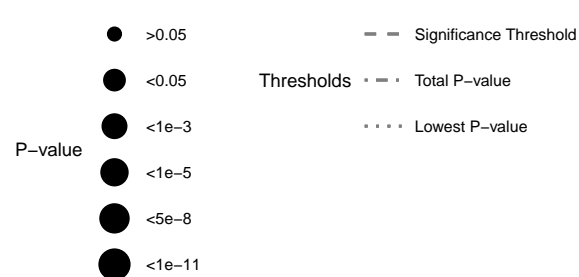 P−value
>0.05
<0.05
<1e−3
<1e−5
<5e−8
<1e−11
Thresholds
Significance Threshold
Total P−value
Lowest P−value